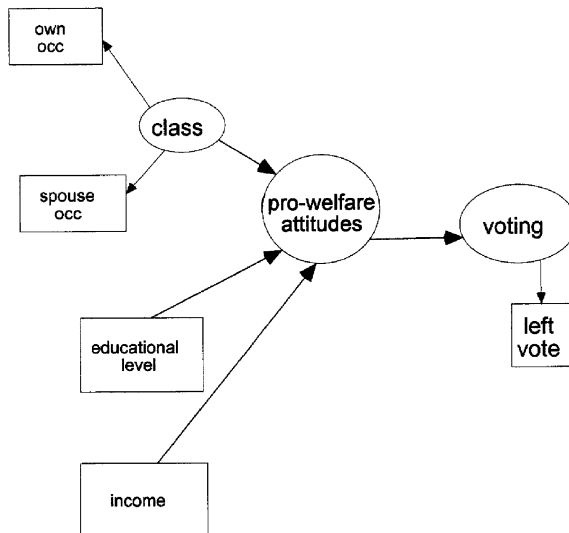 own
occ
class
spouse
occ
pro-welfare
attitudes
voting
educational
level
left
vote
income